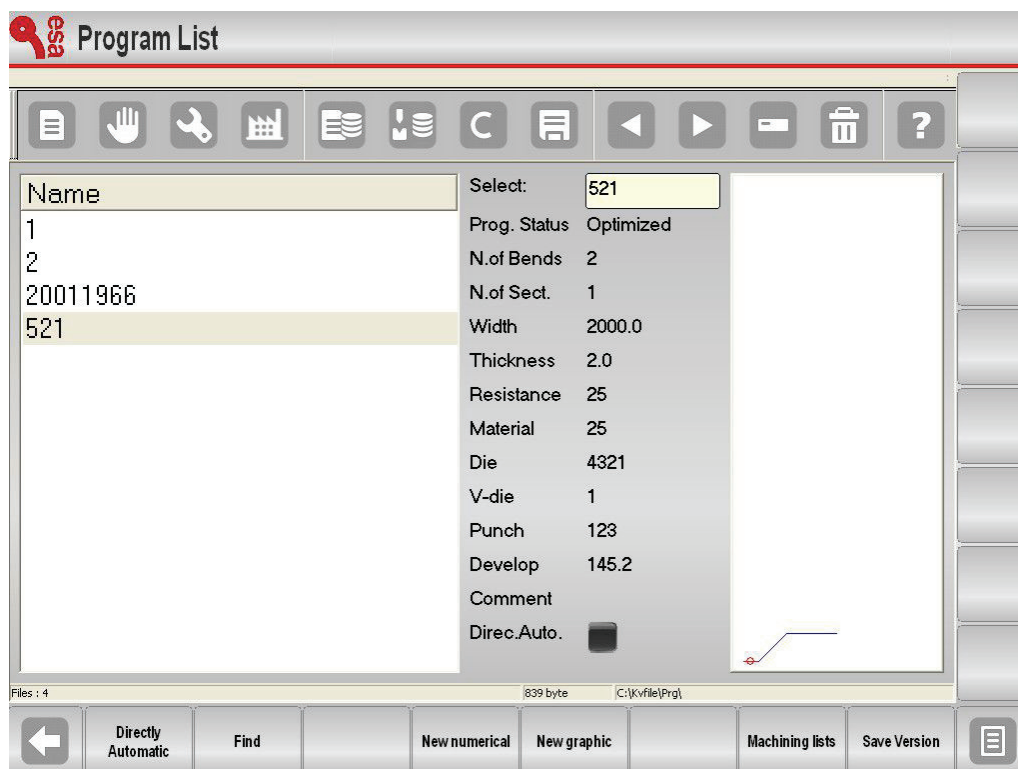 esa Program List
:
C ?
Name
1
2
20011966
521
Select: 521
Prog. Status Optimized
N.of Bends 2
N.of Sect. 1
Width 2000.0
Thickness 2.0
Resistance 25
Material 25
Die 4321
V-die 1
Punch 123
Develop 145.2
Comment
Direc.Auto.
Files : 4 839 byte C:\Kvfile\Prg\
Directly
Automatic
Find
New numerical
New graphic
Machining lists
Save Version